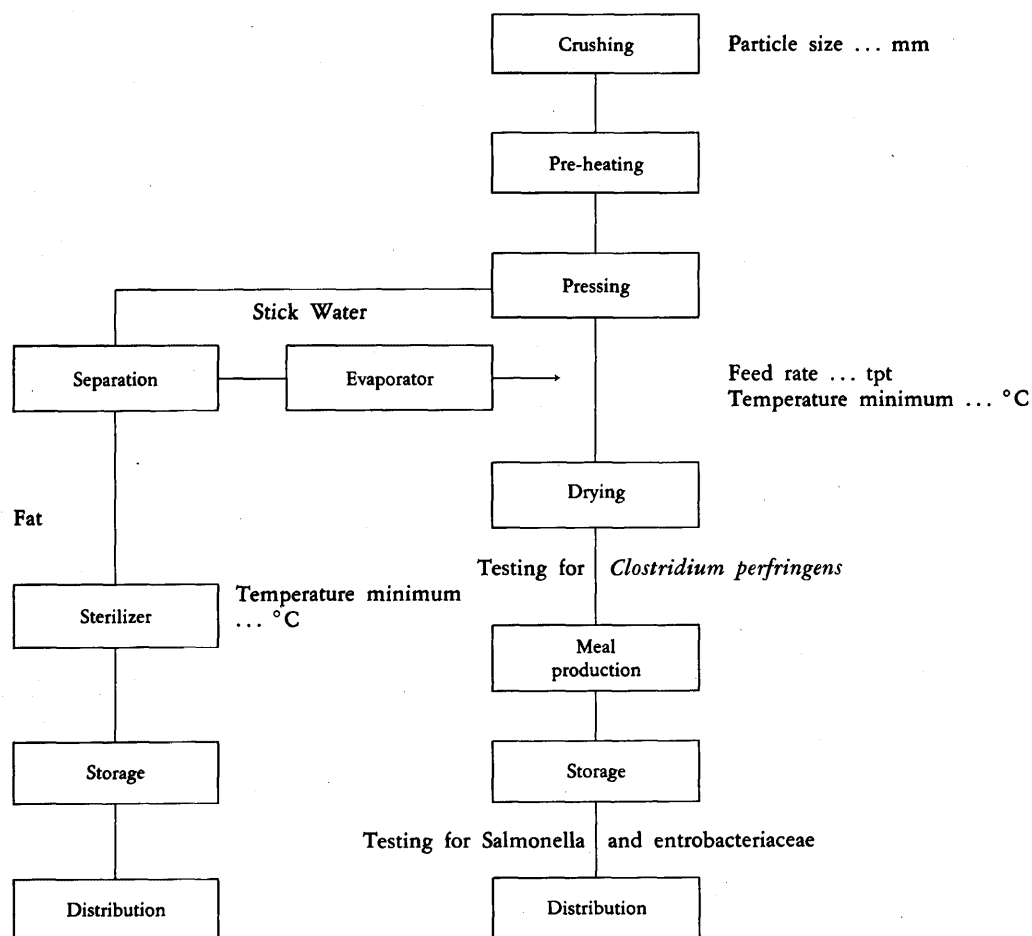 Crushing
Particle size ... mm
Pre-heating
Pressing
Stick Water
Separation
Evaporator
Feed rate ... tpt
Temperature minimum ... °C
Drying
Fat
Testing for Clostridium perfringens
Sterilizer
Temperature minimum
... °C
Meal
production
Storage
Storage
Testing for Salmonella and entrobacteriaceae
Distribution
Distribution